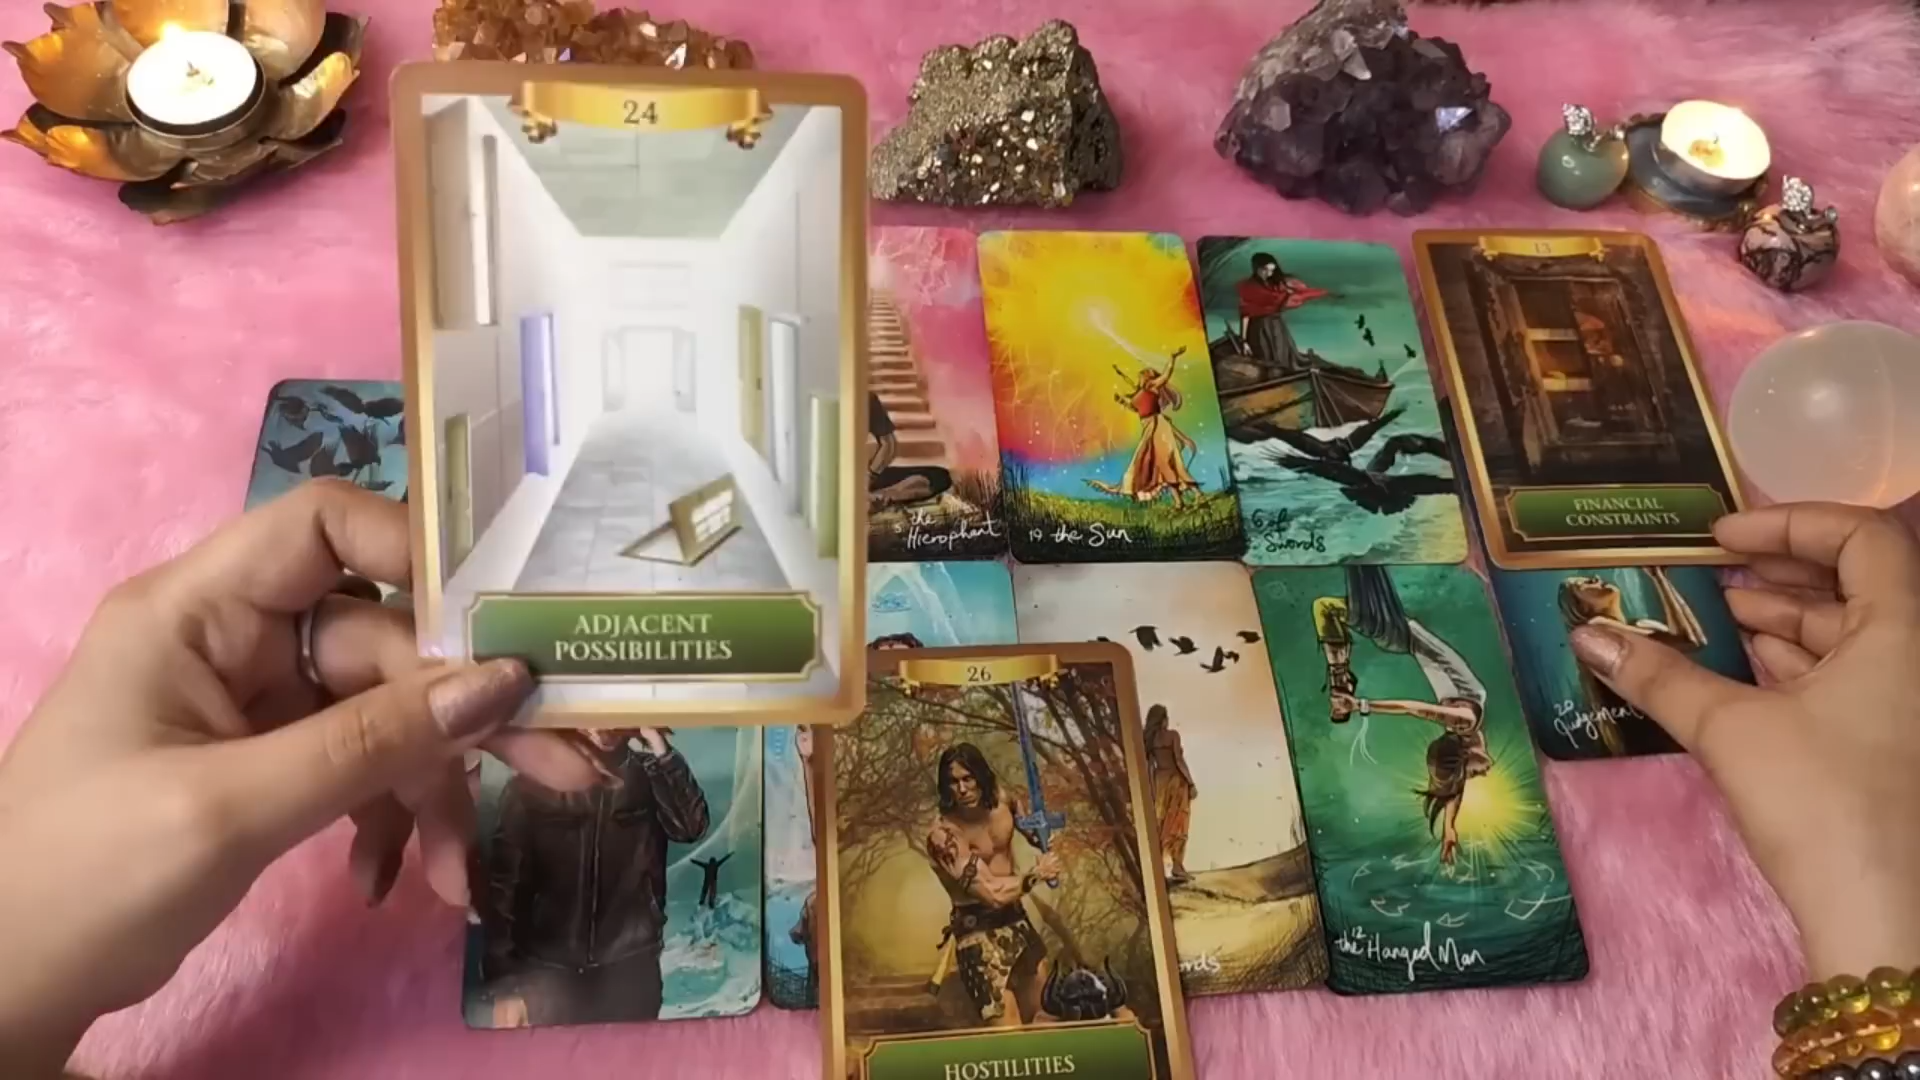 24
ADJACENT
POSSIBILITIES
5 the
Hierophant
19 the Sun
6 of
Swords
13
FINANCIAL
CONSTRAINTS
20
Judgement
26
HOSTILITIES
12
the Hanged Man